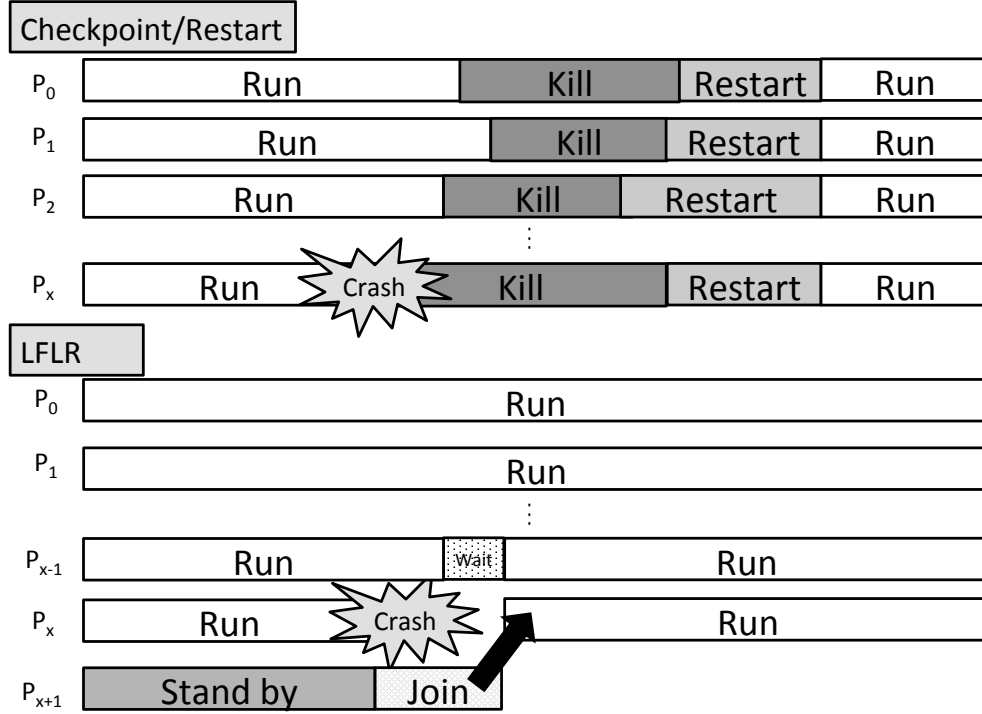 Checkpoint/Restart
P0 Run Kill Restart Run
P1 Run Kill Restart Run
P2 Run Kill Restart Run
Px Run Crash Kill Restart Run
LFLR
P0 Run
P1 Run
Px-1 Run Wait Run
Px Run Crash Run
Px+1 Stand by Join